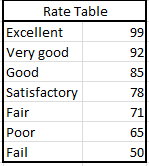 Rate Table
Excellent 99
Very good 92
Good 85
Satisfactory 78
Fair 71
Poor 65
Fail 50